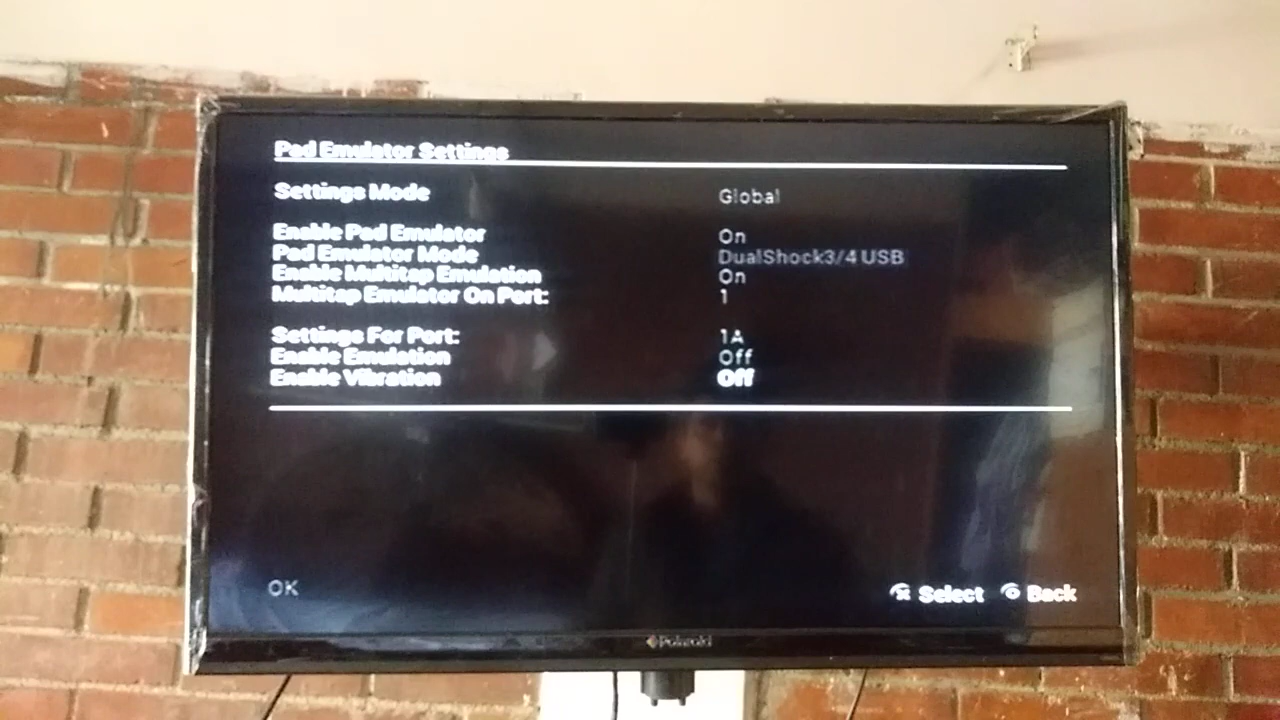 Pad Emulator Settings
Settings Mode Global
Enable Pad Emulator On
Pad Emulator Mode DualShock3/4 USB
Enable Multitap Emulation On
Multitap Emulator On Port: 1
Settings For Port: 1A
Enable Emulation Off
Enable Vibration Off
OK Select Back
Polaroid